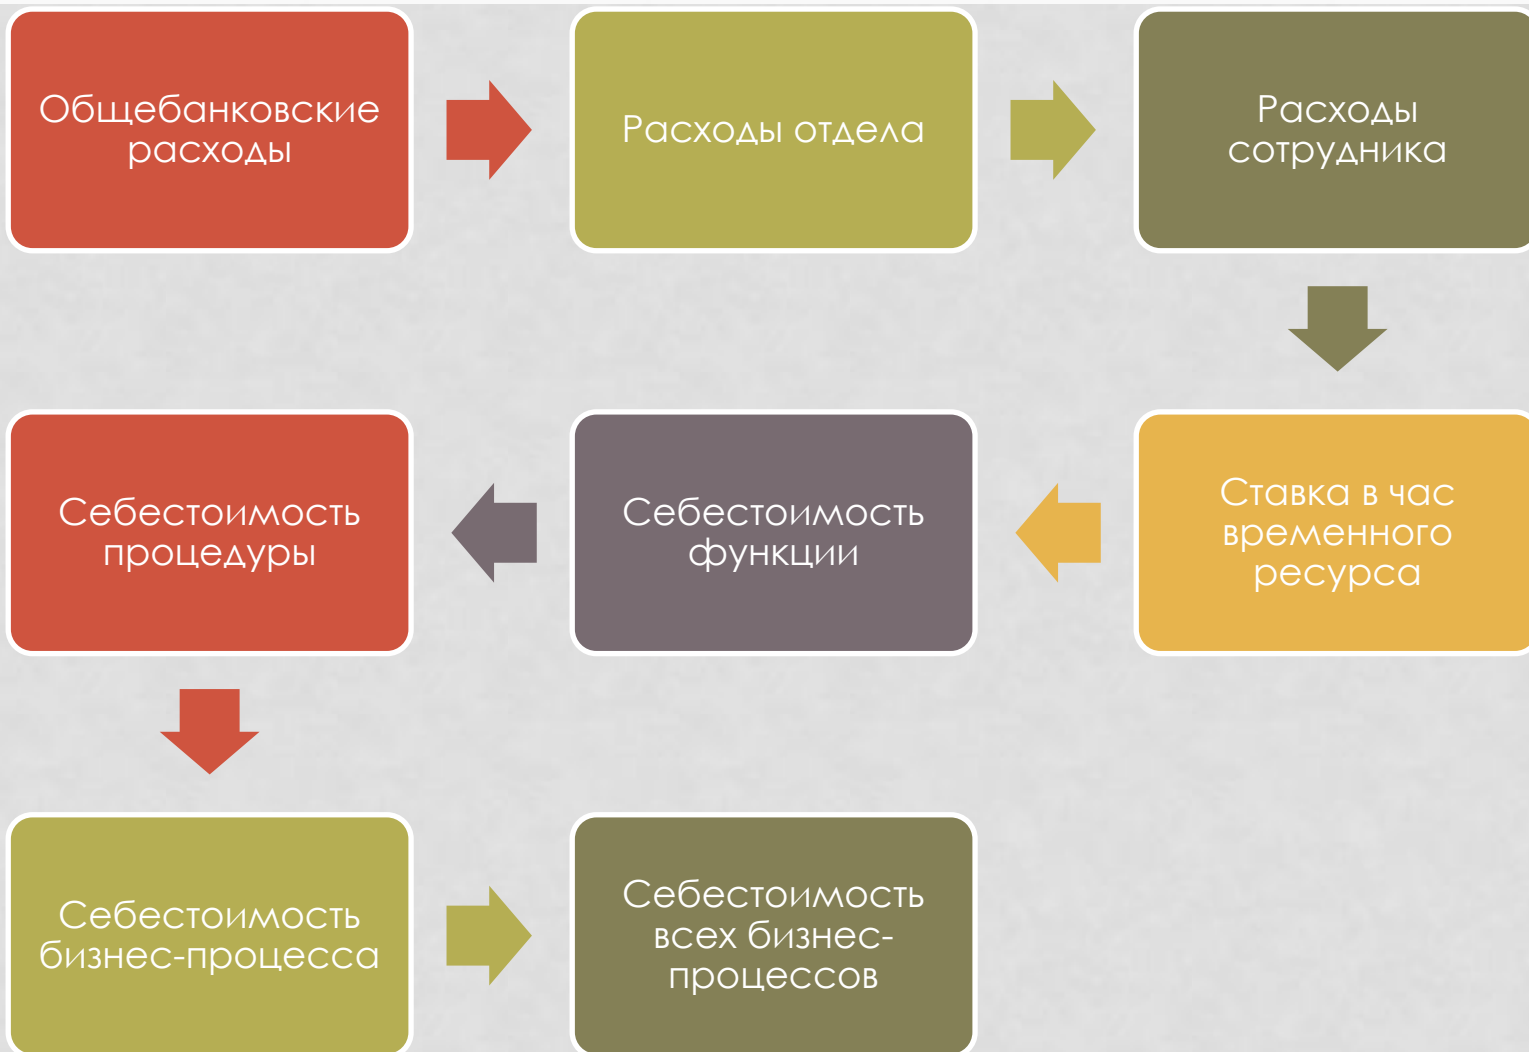 Общебанковские
расходы
Расходы отдела
Расходы
сотрудника
Ставка в час
временного
ресурса
Себестоимость
функции
Себестоимость
процедуры
Себестоимость
бизнес-процесса
Себестоимость
всех бизнес-
процессов